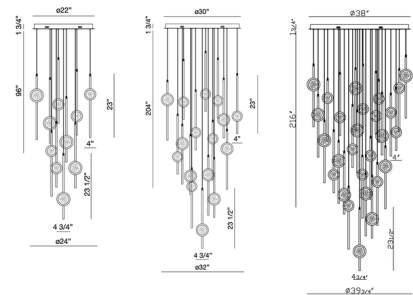 ø22"
1 3/4"
96"
23"
4"
23 1/2"
4 3/4"
ø24"
ø30"
1 3/4"
204"
23"
4"
23 1/2"
4 3/4"
ø32"
ø38"
1 3/4"
216"
4"
23 1/2"
4 3/4"
ø39 3/4"